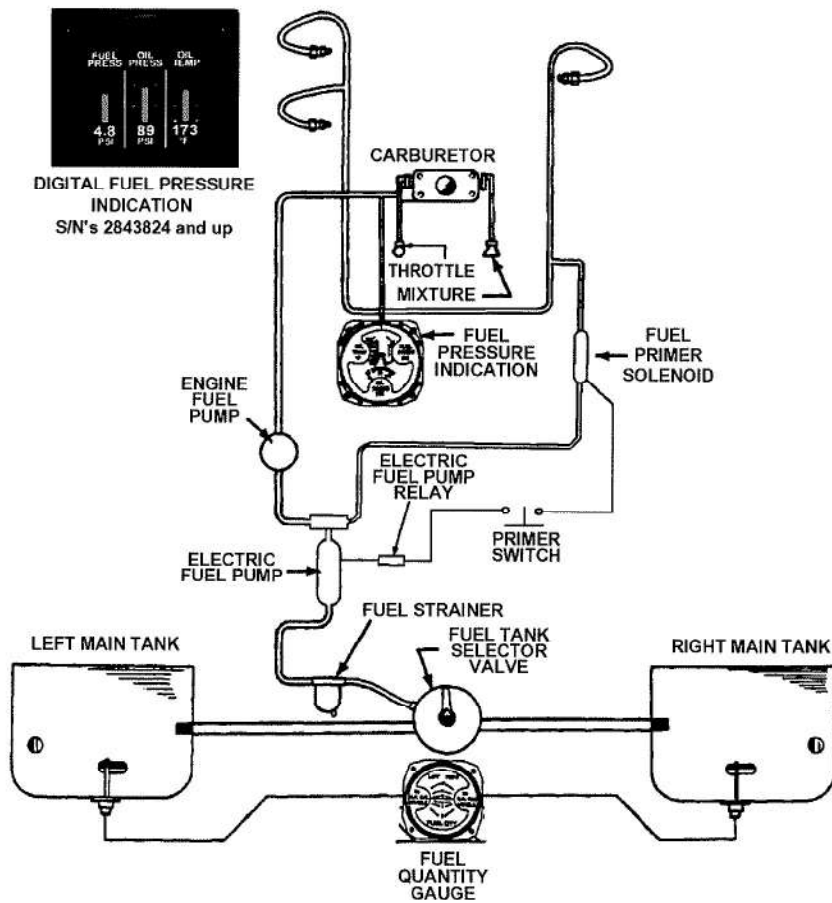 FUEL PRESS
OIL PRESS
OIL TEMP
4.8 PSI
89 PSI
173 °F
DIGITAL FUEL PRESSURE
INDICATION
S/N's 2843824 and up
CARBURETOR
THROTTLE
MIXTURE
FUEL
PRESSURE
INDICATION
FUEL
PRIMER
SOLENOID
ENGINE
FUEL
PUMP
ELECTRIC
FUEL PUMP
RELAY
PRIMER
SWITCH
ELECTRIC
FUEL PUMP
FUEL STRAINER
FUEL TANK
SELECTOR
VALVE
LEFT MAIN TANK
RIGHT MAIN TANK
FUEL QTY
FUEL
QUANTITY
GAUGE